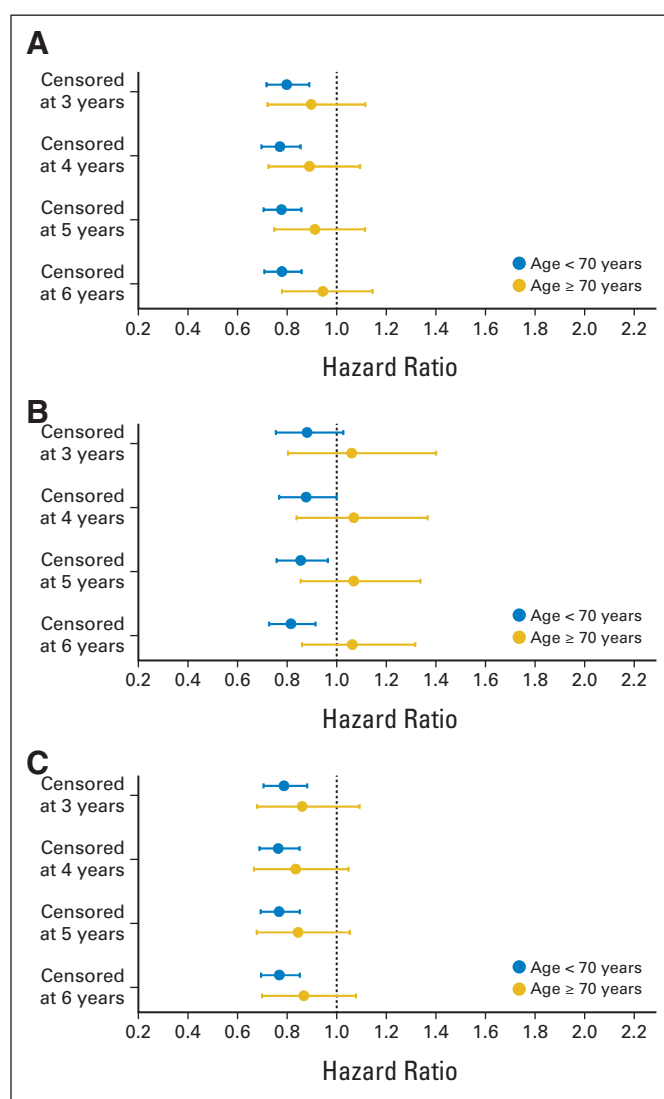 A
Censored
at 3 years
Censored
at 4 years
Censored
at 5 years
Censored
at 6 years
Age < 70 years
Age ≥ 70 years
0.2 0.4 0.6 0.8 1.0 1.2 1.4 1.6 1.8 2.0 2.2
Hazard Ratio
B
Censored
at 3 years
Censored
at 4 years
Censored
at 5 years
Censored
at 6 years
Age < 70 years
Age ≥ 70 years
0.2 0.4 0.6 0.8 1.0 1.2 1.4 1.6 1.8 2.0 2.2
Hazard Ratio
C
Censored
at 3 years
Censored
at 4 years
Censored
at 5 years
Censored
at 6 years
Age < 70 years
Age ≥ 70 years
0.2 0.4 0.6 0.8 1.0 1.2 1.4 1.6 1.8 2.0 2.2
Hazard Ratio